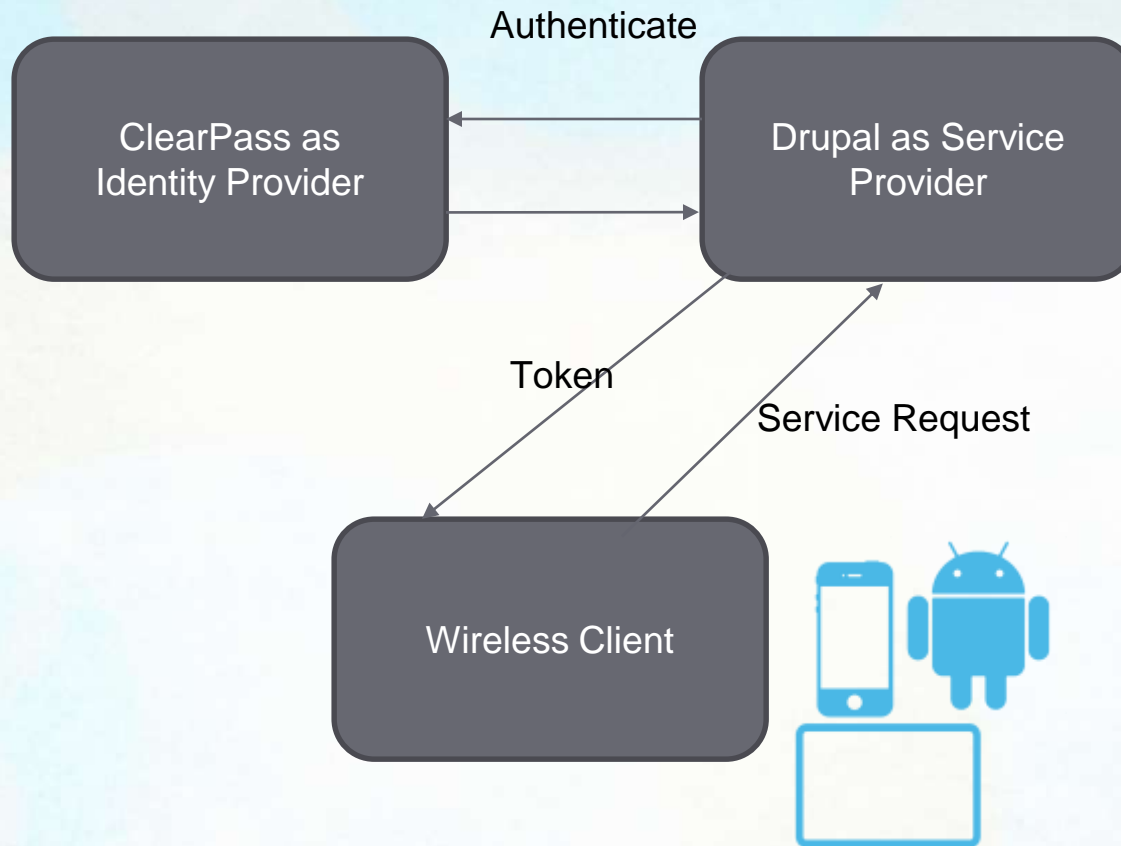 Authenticate
ClearPass as
Identity Provider
Drupal as Service
Provider
Token
Service Request
Wireless Client